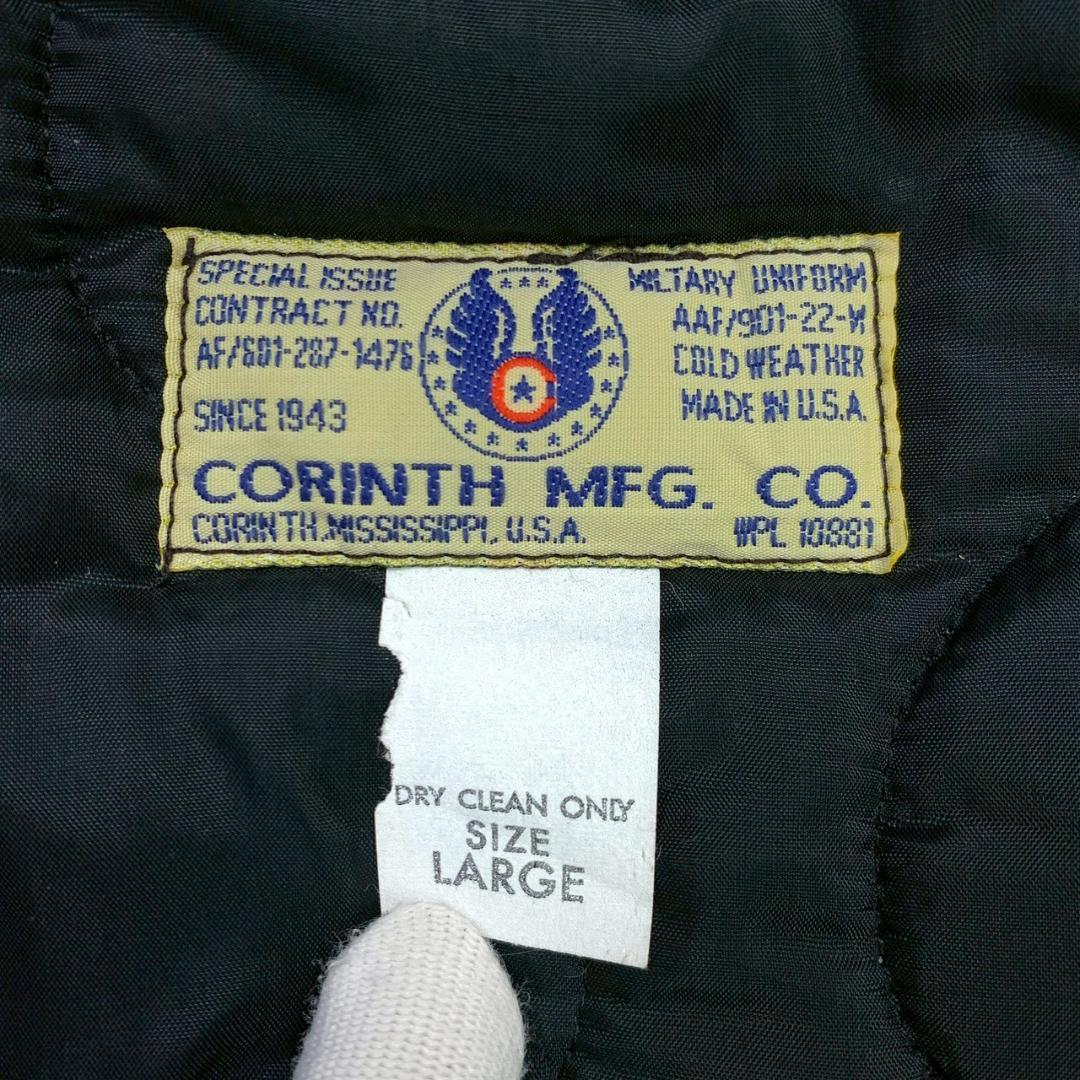 SPECIAL ISSUE
CONTRACT NO.
AF/601-287-1476
SINCE 1943
C
MILTARY UNIFORM
AAF/901-22-W
COLD WEATHER
MADE IN U.S.A.
CORINTH MFG. CO.
CORINTH,MISSISSIPPI, U.S.A.
WPL 10881
DRY CLEAN ONLY
SIZE
LARGE